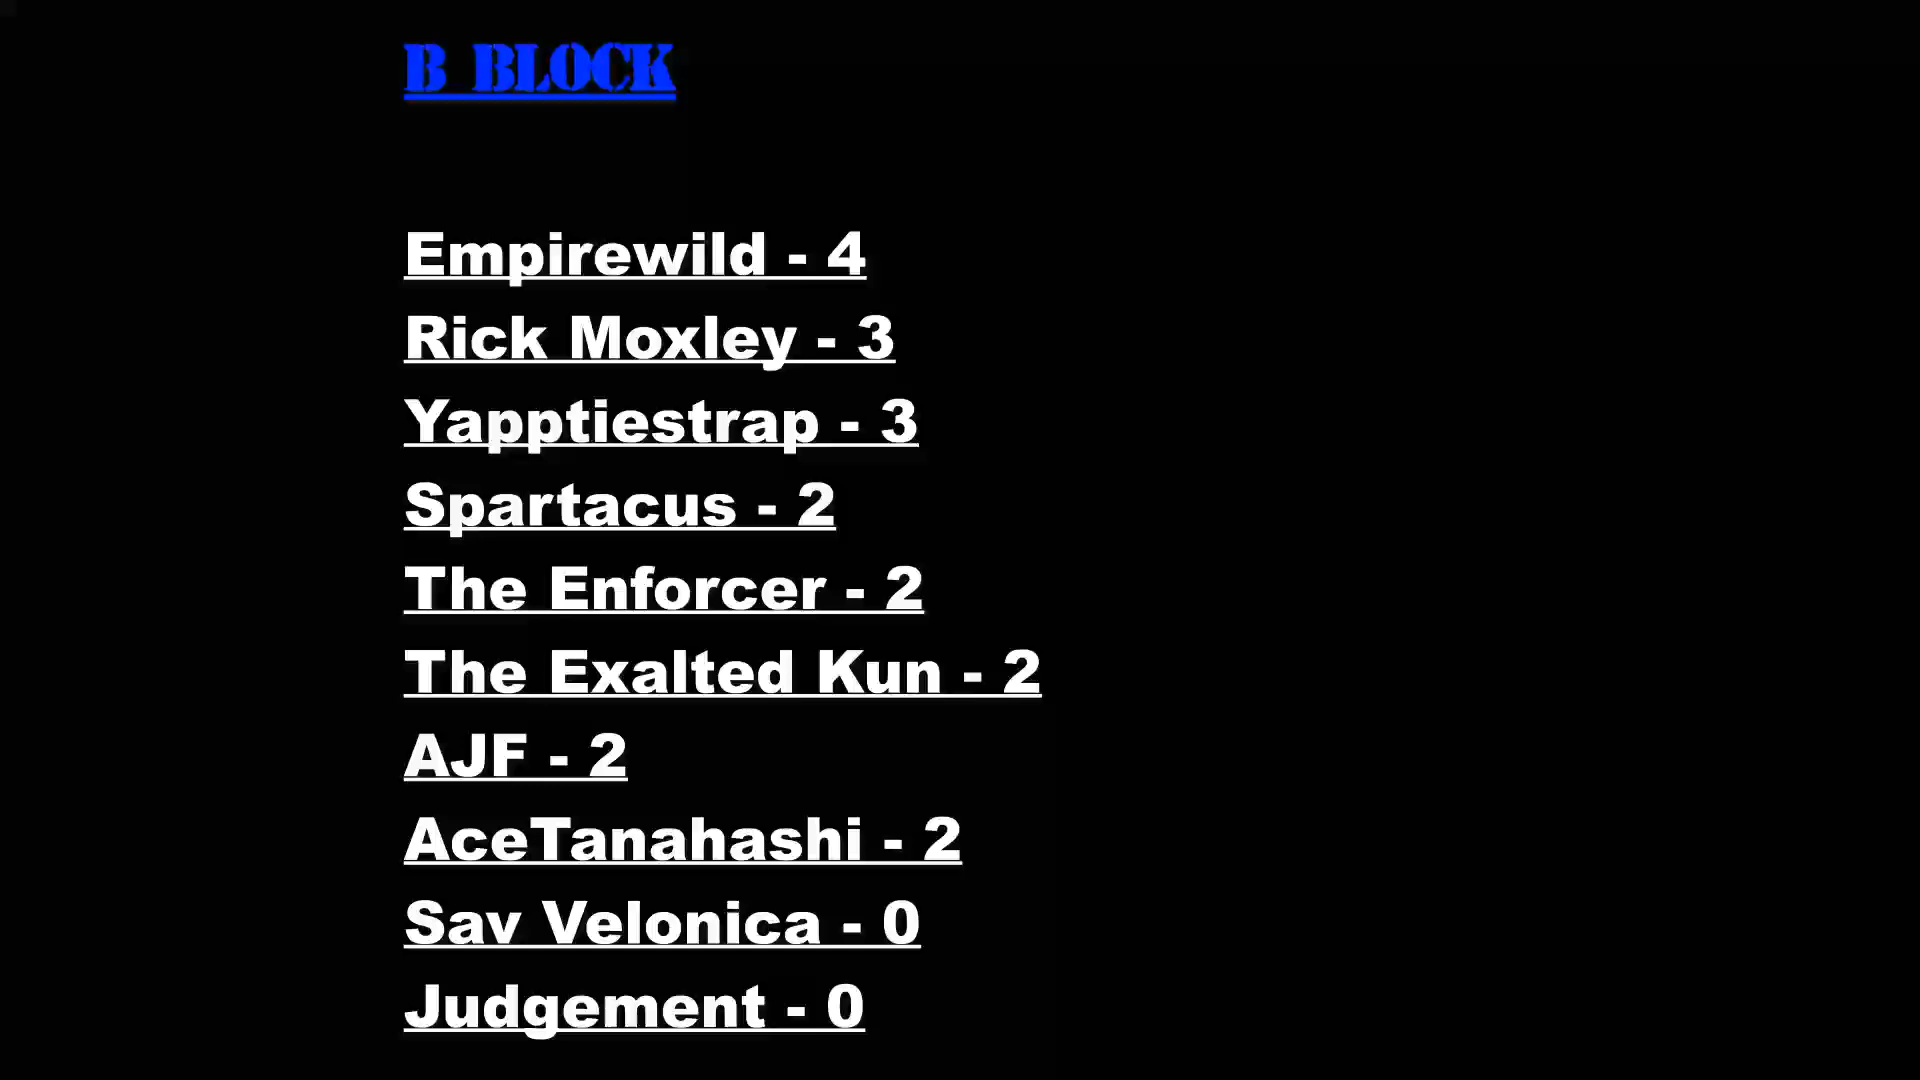 B BLOCK
Empirewild - 4
Rick Moxley - 3
Yapptiestrap - 3
Spartacus - 2
The Enforcer - 2
The Exalted Kun - 2
AJF - 2
AceTanahashi - 2
Sav Velonica - 0
Judgement - 0